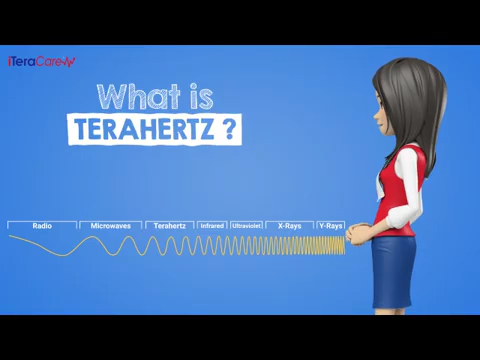 iTeraCare
What is
TERAHERTZ ?
Radio Microwaves Terahertz Infrared Ultraviolet X-Rays Y-Rays